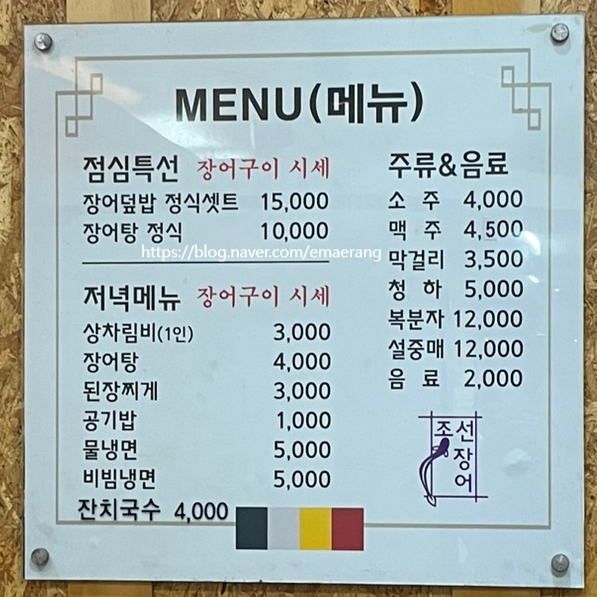 MENU(메뉴)
점심특선 장어구이 시세
장어덮밥 정식셋트 15,000
장어탕 정식 10,000
https://blog.naver.com/emaerang
저녁메뉴 장어구이 시세
상차림비(1인) 3,000
장어탕 4,000
된장찌게 3,000
공기밥 1,000
물냉면 5,000
비빔냉면 5,000
잔치국수 4,000
주류&음료
소 주 4,000
맥 주 4,500
막걸리 3,500
청 하 5,000
복분자 12,000
설중매 12,000
음 료 2,000
조선
장
어